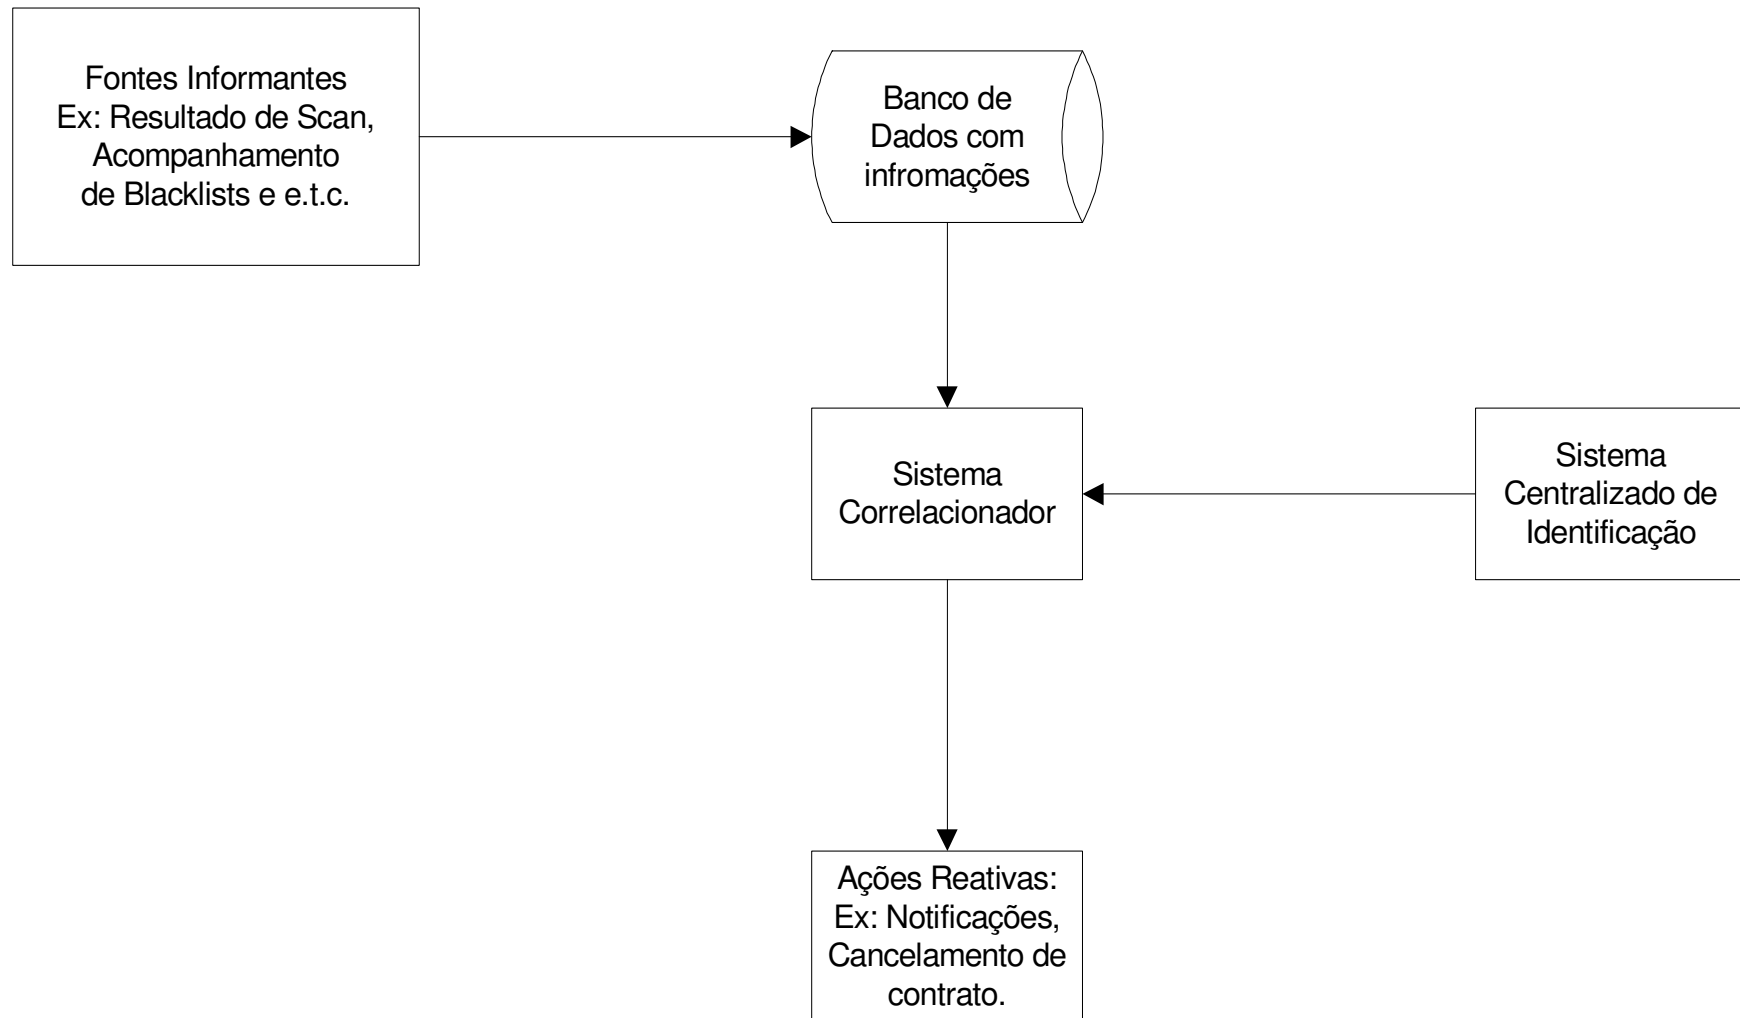 Fontes Informantes
Ex: Resultado de Scan,
Acompanhamento
de Blacklists e e.t.c.
Banco de
Dados com
infromações
Sistema
Correlacionador
Sistema
Centralizado de
Identificação
Ações Reativas:
Ex: Notificações,
Cancelamento de
contrato.